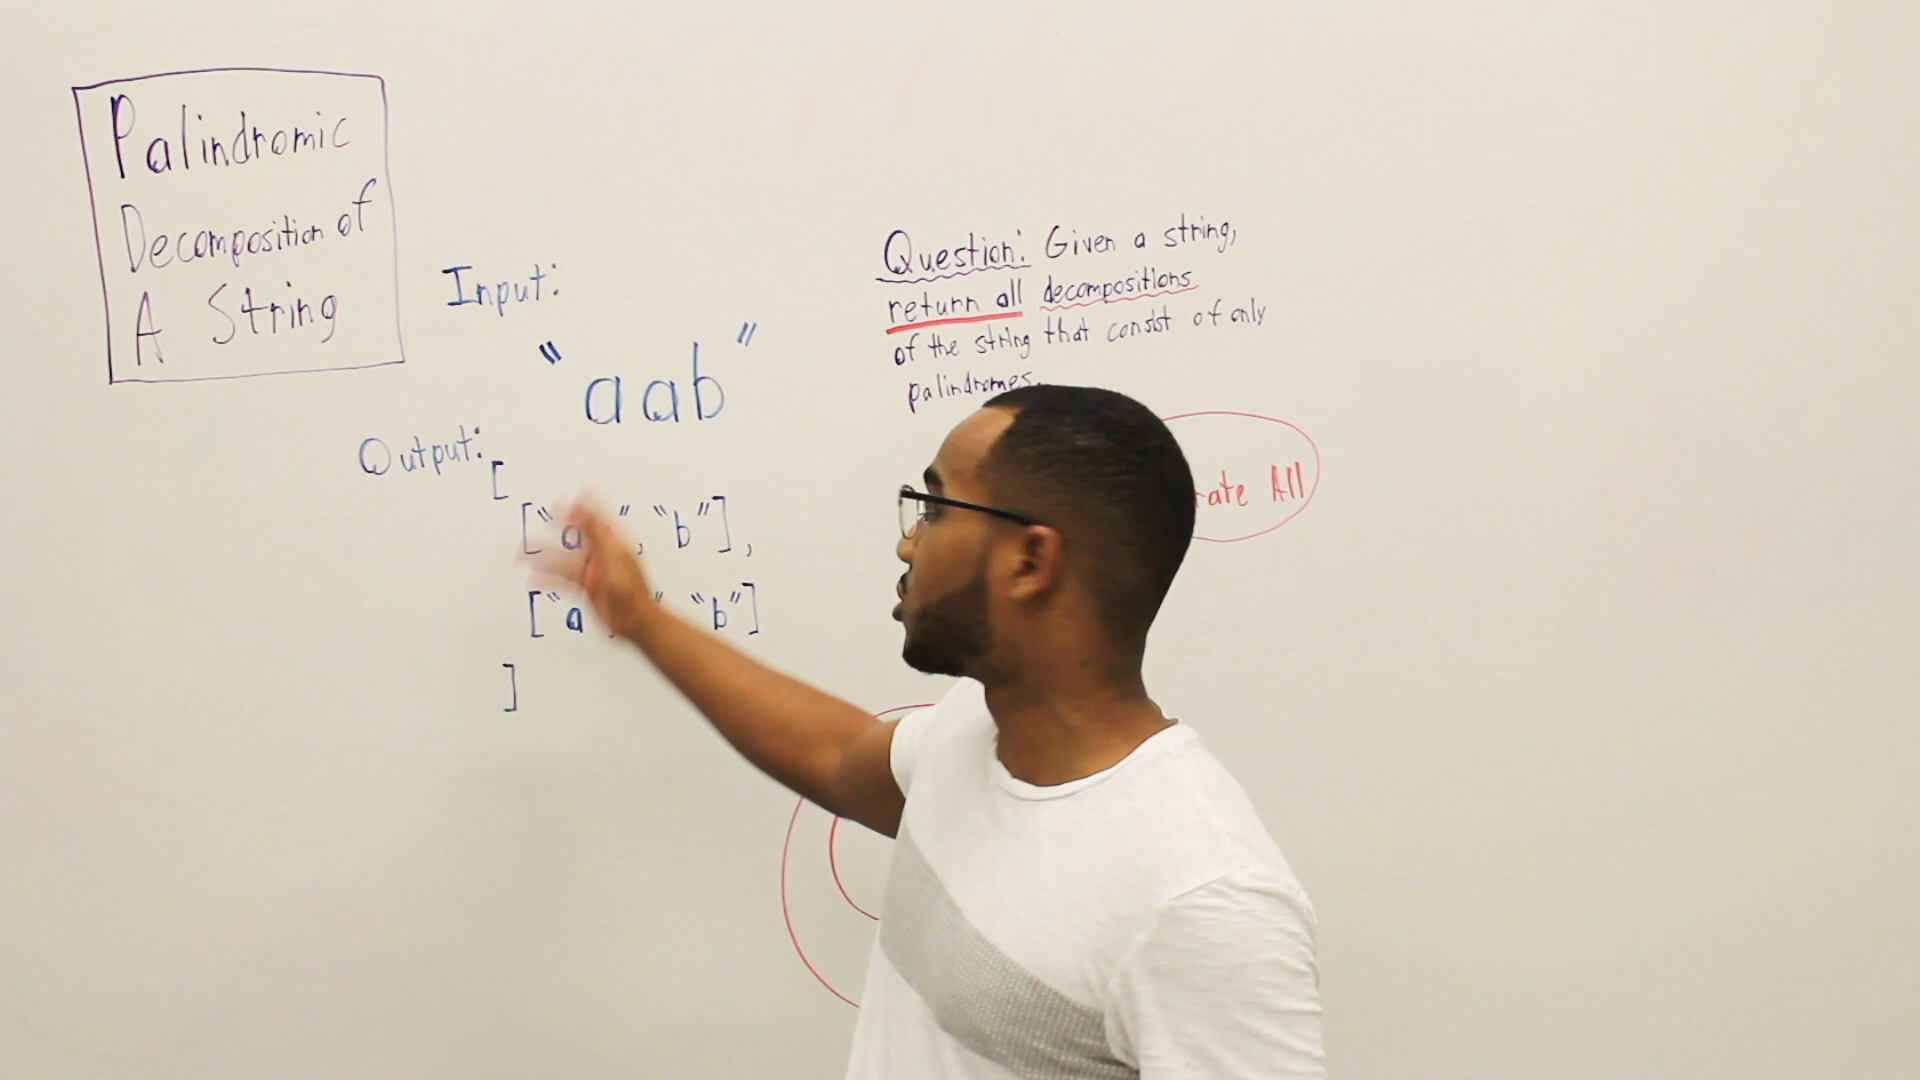 Palindromic
Decomposition of
A String
Input:
"aab"
Output:
[
["a ", "b"],
["a " "b"]
]
Question: Given a string,
return all decompositions
of the string that consist of only
palindromes.
All